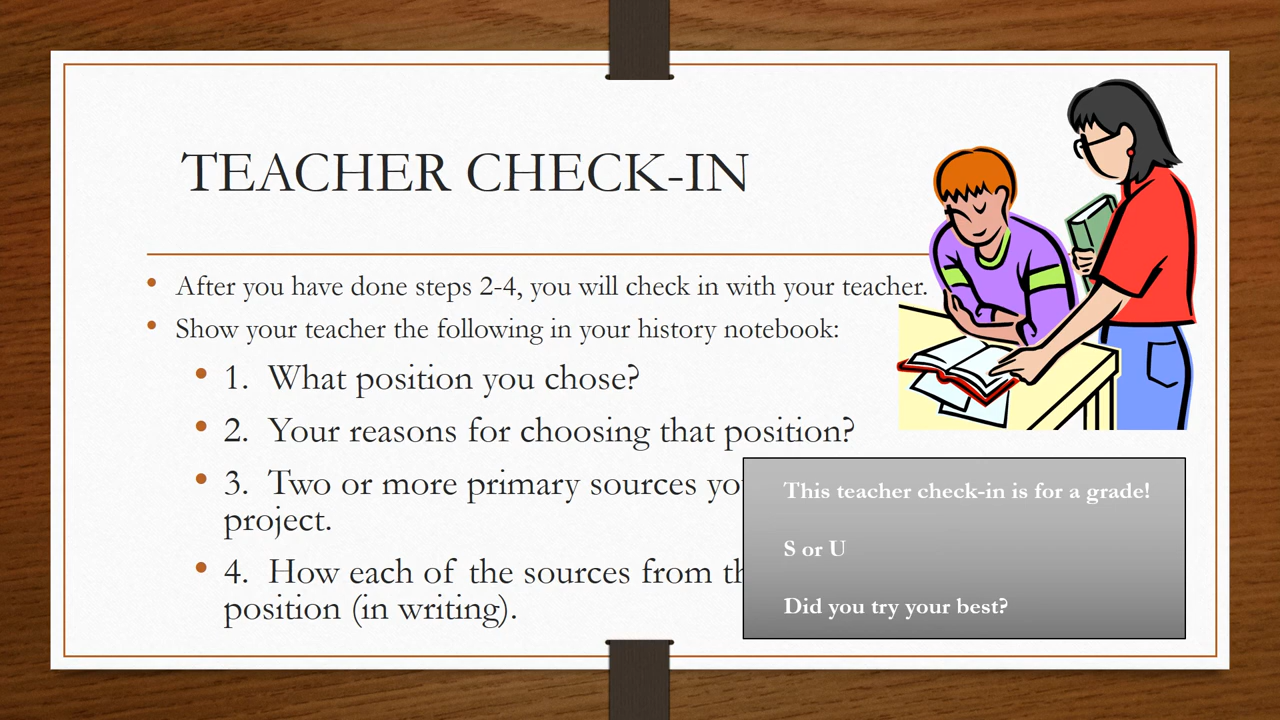 TEACHER CHECK-IN
• After you have done steps 2-4, you will check in with your teacher.
• Show your teacher the following in your history notebook:
• 1. What position you chose?
• 2. Your reasons for choosing that position?
• 3. Two or more primary sources
project.
• 4. How each of the sources from
position (in writing).
This teacher check-in is for a grade!
S or U
Did you try your best?